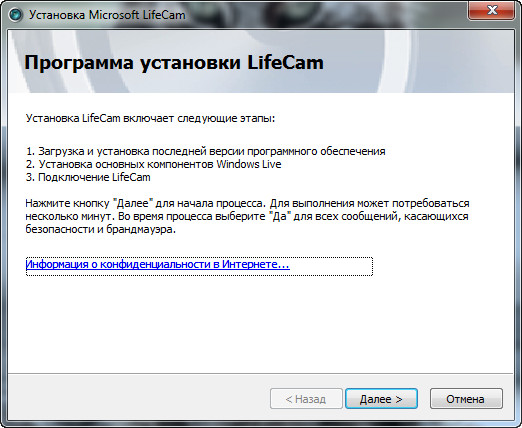 Установка Microsoft LifeCam
Программа установки LifeCam
Установка LifeCam включает следующие этапы:
1. Загрузка и установка последней версии программного обеспечения
2. Установка основных компонентов Windows Live
3. Подключение LifeCam
Нажмите кнопку "Далее" для начала процесса. Для выполнения может потребоваться
несколько минут. Во время процесса выберите "Да" для всех сообщений, касающихся
безопасности и брандмауэра.
Информация о конфиденциальности в Интернете...
< Назад
Далее >
Отмена